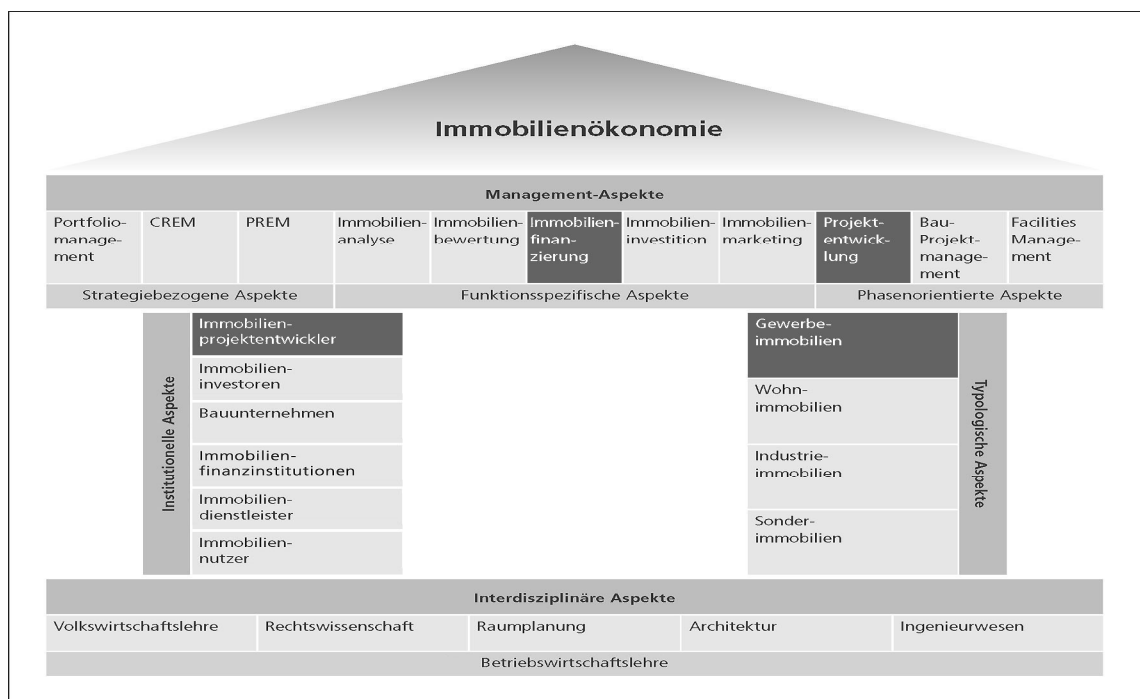 Immobilienökonomie
Management-Aspekte
Portfolio-
manage-
ment
CREM
PREM
Immobilien-
analyse
Immobilien-
bewertung
Immobilien-
finan-
zierung
Immobilien-
investition
Immobilien-
marketing
Projekt-
entwick-
lung
Bau-
Projekt-
manage-
ment
Facilities
Manage-
ment
Strategiebezogene Aspekte
Funktionsspezifische Aspekte
Phasenorientierte Aspekte
Institutionelle Aspekte
Immobilien-
projektentwickler
Immobilien-
investoren
Bauunternehmen
Immobilien-
finanzinstitutionen
Immobilien-
dienstleister
Immobilien-
nutzer
Gewerbe-
immobilien
Wohn-
immobilien
Industrie-
immobilien
Sonder-
immobilien
Typologische Aspekte
Interdisziplinäre Aspekte
Volkswirtschaftslehre
Rechtswissenschaft
Raumplanung
Architektur
Ingenieurwesen
Betriebswirtschaftslehre